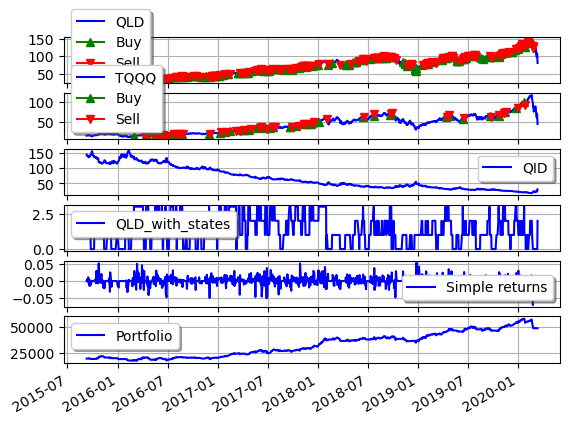 QLD
Buy
Sell
150
100
50
TQQQ
Buy
Sell
100
50
150
100
50
QID
2.5
0.0
QLD_with_states
0.05
0.00
−0.05
Simple returns
50000
25000
Portfolio
2015-07
2016-01
2016-07
2017-01
2017-07
2018-01
2018-07
2019-01
2019-07
2020-01